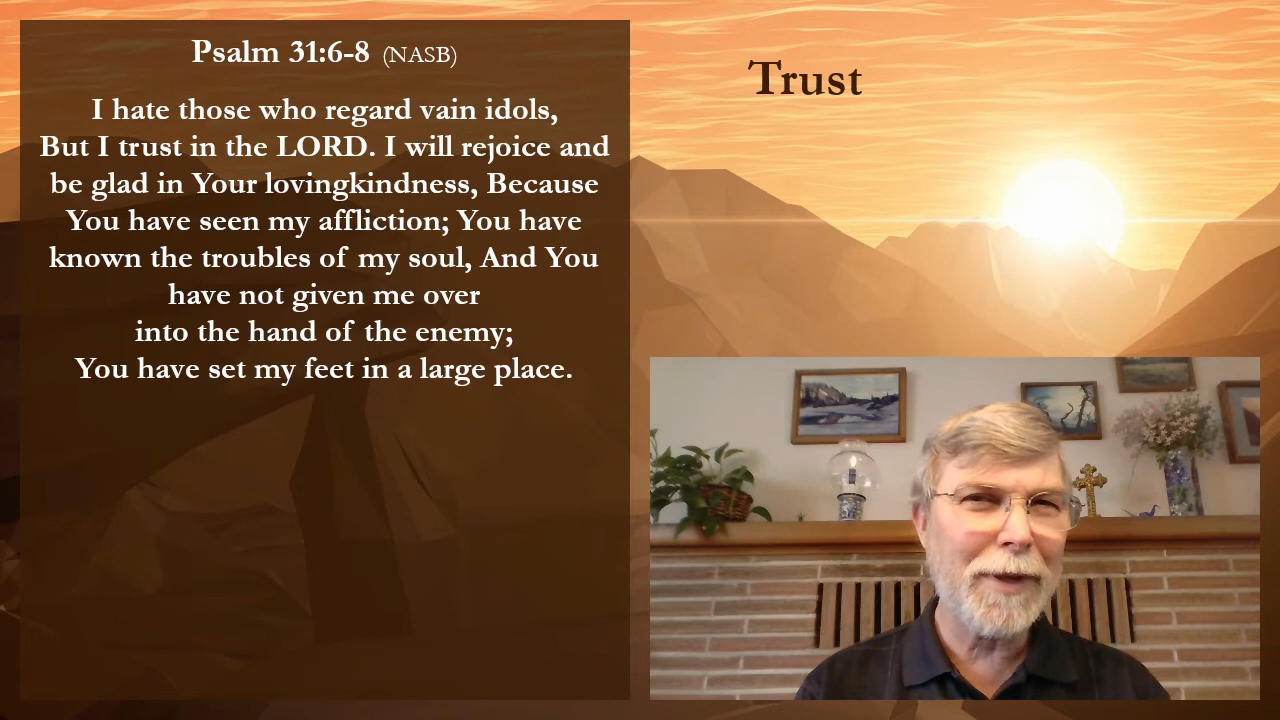 Psalm 31:6-8 (NASB)
I hate those who regard vain idols,
But I trust in the LORD. I will rejoice and
be glad in Your lovingkindness, Because
You have seen my affliction; You have
known the troubles of my soul, And You
have not given me over
into the hand of the enemy;
You have set my feet in a large place.
Trust